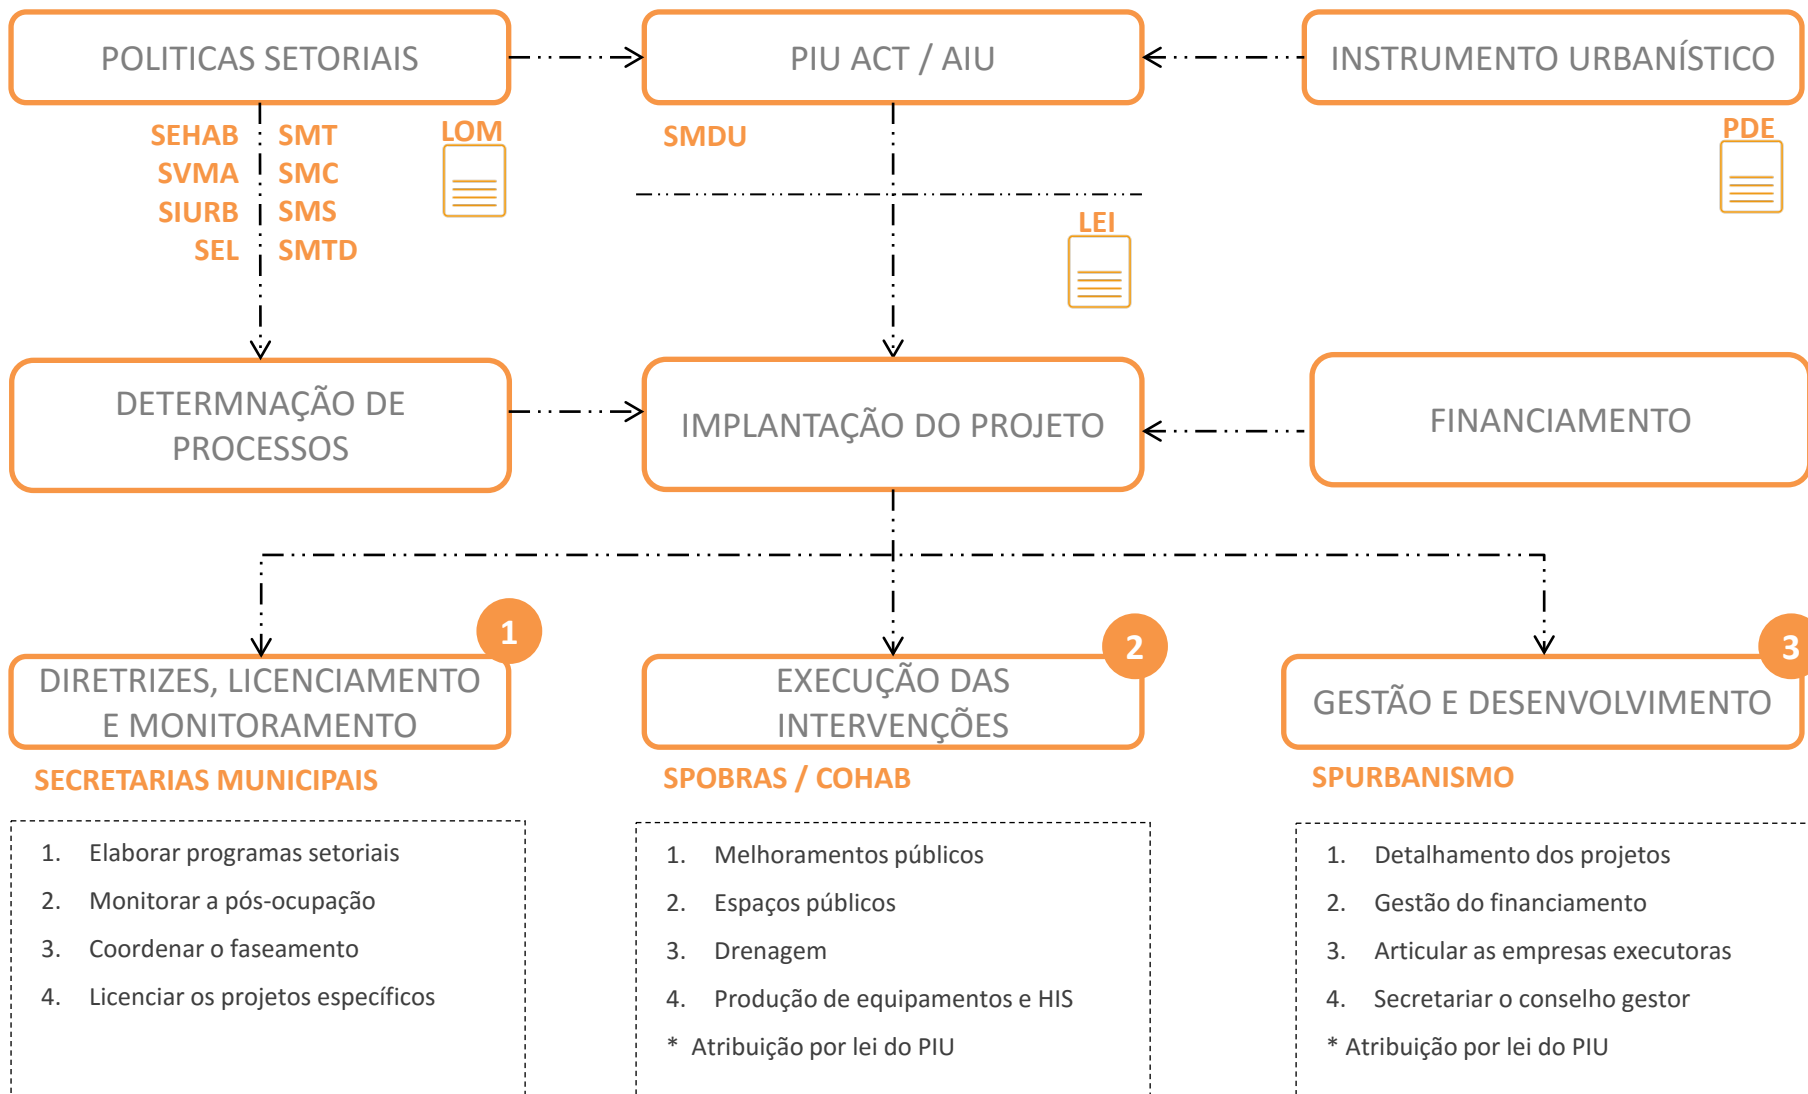 POLITICAS SETORIAIS
PIU ACT / AIU
INSTRUMENTO URBANÍSTICO
SEHAB SMT
SVMA SMC
SIURB SMS
SEL SMTD
LOM
SMDU
PDE
LEI
DETERMNAÇÃO DE
PROCESSOS
IMPLANTAÇÃO DO PROJETO
FINANCIAMENTO
1
DIRETRIZES, LICENCIAMENTO
E MONITORAMENTO
2
EXECUÇÃO DAS
INTERVENÇÕES
3
GESTÃO E DESENVOLVIMENTO
SECRETARIAS MUNICIPAIS
1. Elaborar programas setoriais
2. Monitorar a pós-ocupação
3. Coordenar o faseamento
4. Licenciar os projetos específicos
SPOBRAS / COHAB
1. Melhoramentos públicos
2. Espaços públicos
3. Drenagem
4. Produção de equipamentos e HIS
* Atribuição por lei do PIU
SPURBANISMO
1. Detalhamento dos projetos
2. Gestão do financiamento
3. Articular as empresas executoras
4. Secretariar o conselho gestor
* Atribuição por lei do PIU